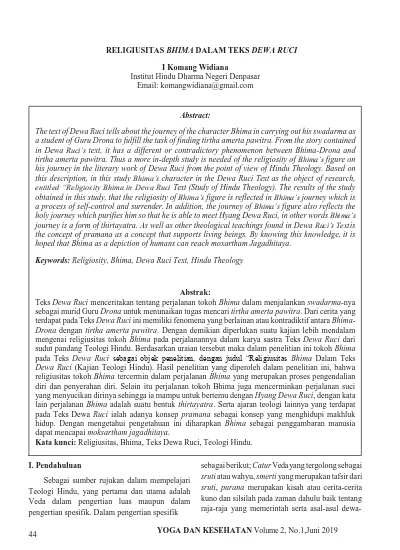 RELIGIUSITAS BHIMA DALAM TEKS DEWA RUCI
I Komang Widiana
Institut Hindu Dharma Negeri Denpasar
Email: komangwidiana@gmail.com
Abstract:
The text of Dewa Ruci tells about the journey of the character Bhima in carrying out his swadarma as
a student of Guru Drona to fulfill the task of finding tirtha amerta pawitra. From the story contained
in Dewa Ruci's text, it has a different or contradictory phenomenon between Bhima-Drona and
tirtha amerta pawitra. Thus a more in-depth study is needed of the religiosity of Bhima's figure on
his journey in the literary work of Dewa Ruci from the point of view of Hindu Theology. Based on
this description, in this study Bhima's character in the Dewa Ruci Test as the object of research,
entitled "Religiosity Bhima in Dewa Ruci Text (Study of Hindu Theology). The results of the study
obtained in this study, that the religiosity of Bhima's figure is reflected in Bhima's journey which is
a process of self-control and surrender. In addition, the journey of Bhima's figure also reflects the
holy journey which purifies him so that he is able to meet Hyang Dewa Ruci, in other words Bhima's
journey is a form of thirtayatra. As well as other theological teachings found in Dewa Ruci's Text is
the concept of pramana as a concept that supports living beings. By knowing this knowledge, it is
hoped that Bhima as a depiction of humans can reach moxartham Jagadhitaya.
Keywords: Religiosity, Bhima, Dewa Ruci Text, Hindu Theology
Abstrak:
Teks Dewa Ruci menceritakan tentang perjalanan tokoh Bhima dalam menjalankan swadarma-nya
sebagai murid Guru Drona untuk menunaikan tugas mencari tirtha amerta pawitra. Dari cerita yang
terdapat pada Teks Dewa Ruci ini memiliki fenomena yang berlainan atau kontradiktif antara Bhima-
Drona dengan tirtha amerta pawitra. Dengan demikian diperlukan suatu kajian lebih mendalam
mengenai religiusitas tokoh Bhima pada perjalanannya dalam karya sastra Teks Dewa Ruci dari
sudut pandang Teologi Hindu. Berdasarkan uraian tersebut maka dalam penelitian ini tokoh Bhima
pada Teks Dewa Ruci sebagai objek penelitian, dengan judul "Religiusitas Bhima Dalam Teks
Dewa Ruci (Kajian Teologi Hindu). Hasil penelitian yang diperoleh dalam penelitian ini, bahwa
religiusitas tokoh Bhima tercermin dalam perjalanan Bhima yang merupakan proses pengendalian
diri dan penyerahan diri. Selain itu perjalanan tokoh Bhima juga mencerminkan perjalanan suci
yang menyucikan dirinya sehingga ia mampu untuk bertemu dengan Hyang Dewa Ruci, dengan kata
lain perjalanan Bhima adalah suatu bentuk thirtayatra. Serta ajaran teologi lainnya yang terdapat
pada Teks Dewa Ruci ialah adanya konsep pramana sebagai konsep yang menghidupi makhluk
hidup. Dengan mengetahui pengetahuan ini diharapkan Bhima sebagai penggambaran manusia
dapat mencapai moksartham jagadhitaya.
Kata kunci: Religiusitas, Bhima, Teks Dewa Ruci, Teologi Hindu.
I. Pendahuluan
Sebagai sumber rujukan dalam mempelajari
Teologi Hindu, yang pertama dan utama adalah
Veda dalam pengertian luas maupun dalam
pengertian spesifik. Dalam pengertian spesifik
sebagai berikut; Catur Veda yang tergolong sebagai
sruti atau wahyu, smerti yang merupakan tafsir dari
sruti, purana merupakan kisah atau cerita-cerita
kuno dan silsilah pada zaman dahulu baik tentang
raja-raja yang memerintah serta asal-asul dewa-
44
YOGA DAN KESEHATAN Volume 2, No.1,Juni 2019